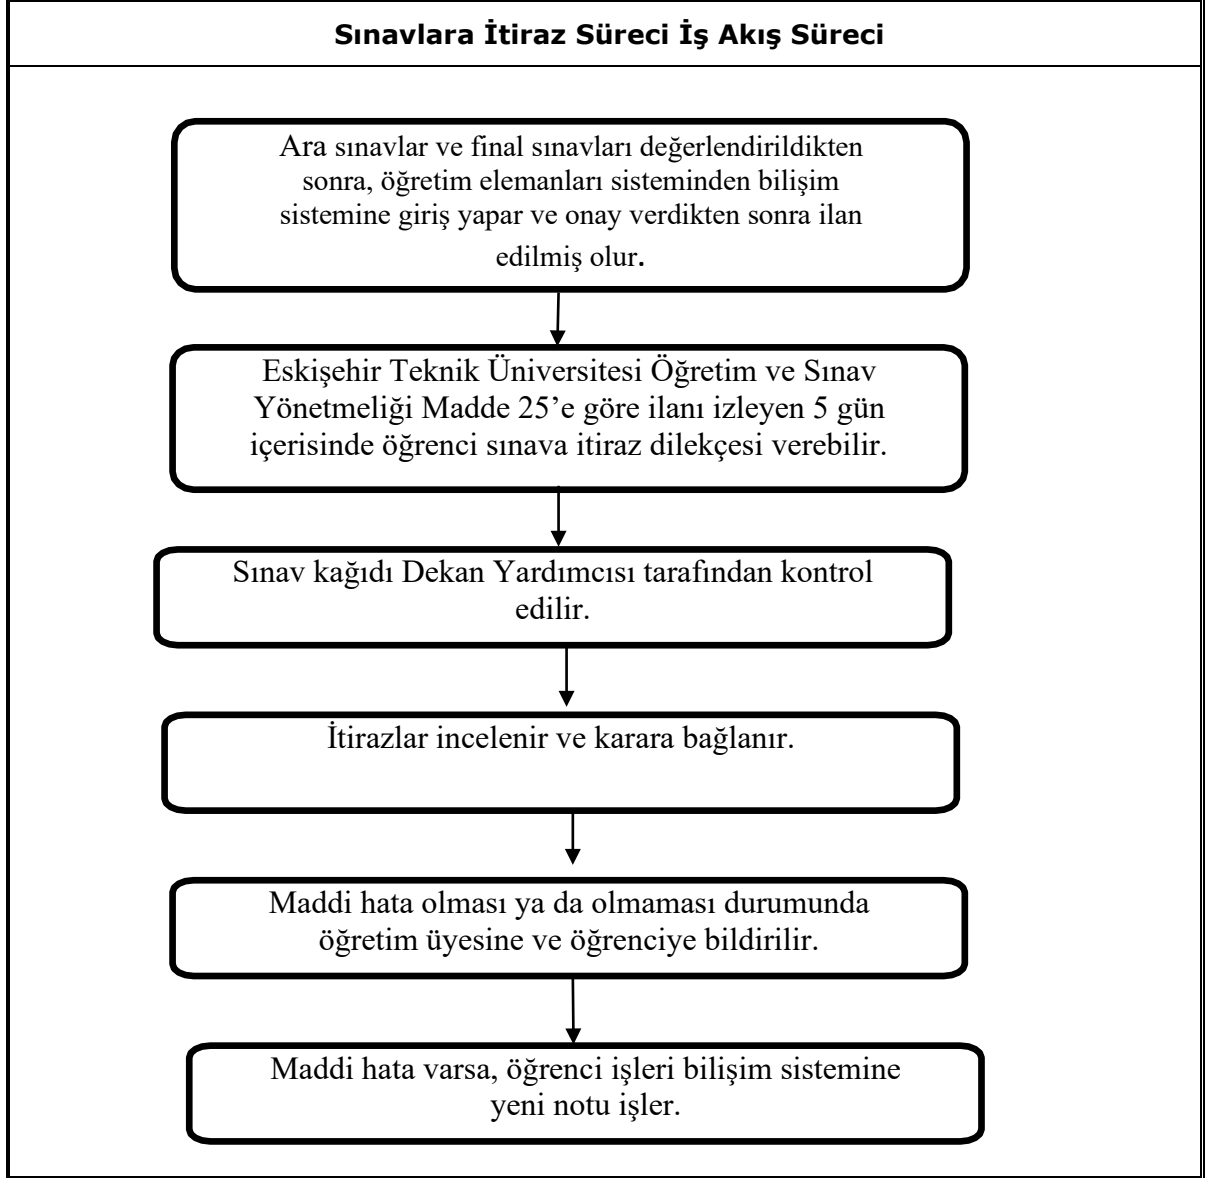 Sınavlara İtiraz Süreci İş Akış Süreci
Ara sınavlar ve final sınavları değerlendirildikten
sonra, öğretim elemanları sisteminden bilişim
sistemine giriş yapar ve onay verdikten sonra ilan
edilmiş olur.
Eskişehir Teknik Üniversitesi Öğretim ve Sınav
Yönetmeliği Madde 25’e göre ilanı izleyen 5 gün
içerisinde öğrenci sınava itiraz dilekçesi verebilir.
Sınav kağıdı Dekan Yardımcısı tarafından kontrol
edilir.
İtirazlar incelenir ve karara bağlanır.
Maddi hata olması ya da olmaması durumunda
öğretim üyesine ve öğrenciye bildirilir.
Maddi hata varsa, öğrenci işleri bilişim sistemine
yeni notu işler.